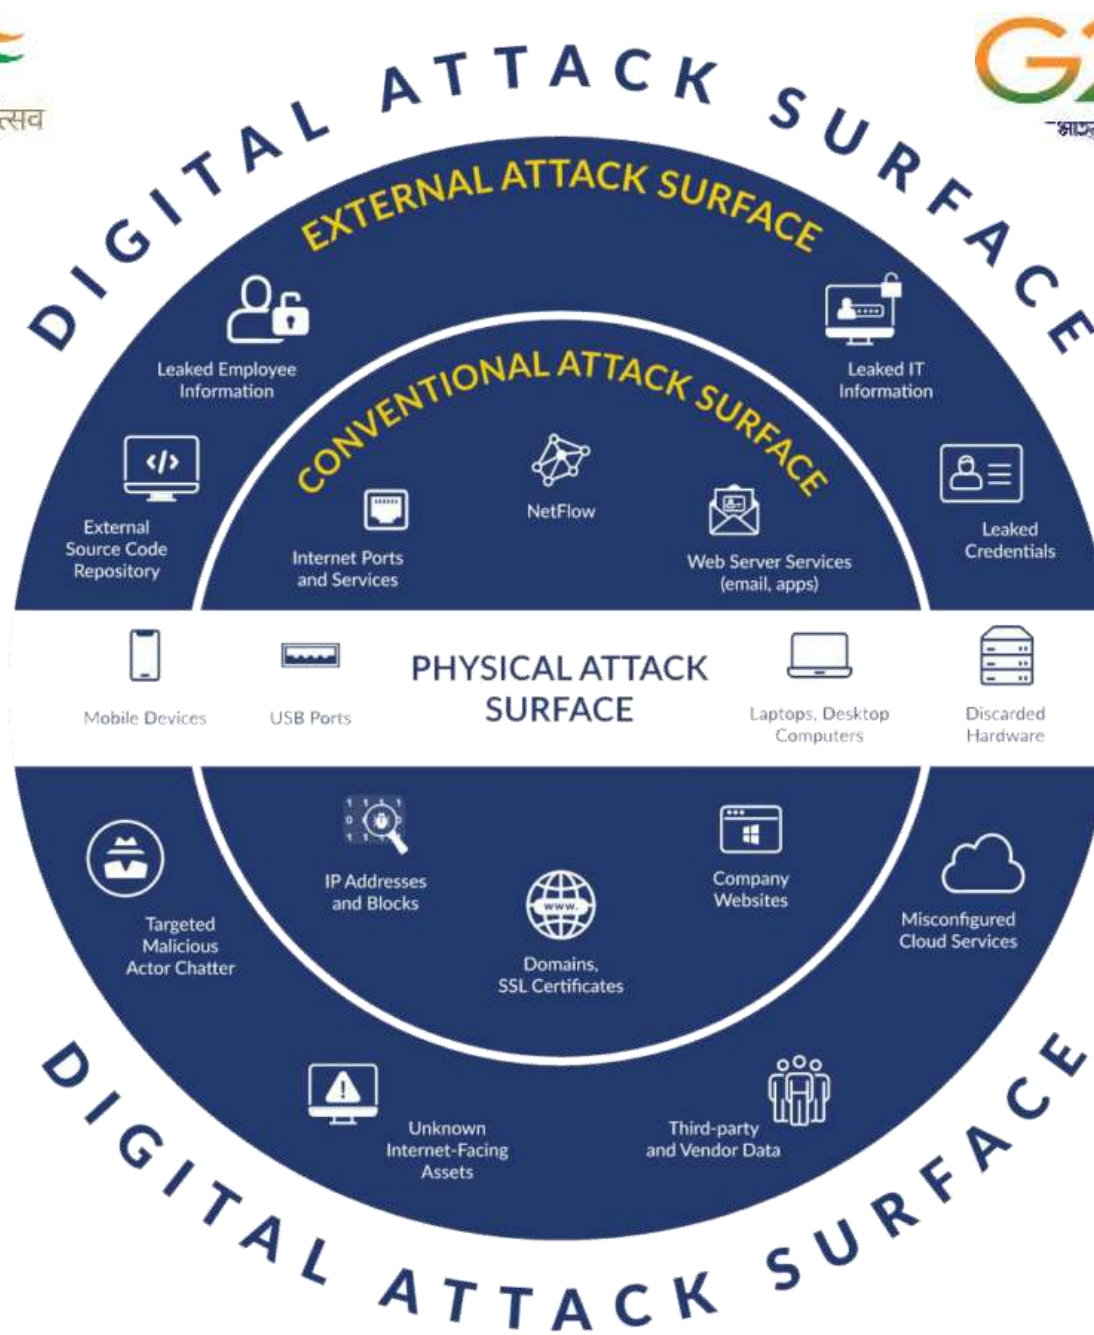 त्सव
DIGITAL ATTACK SURFACE
EXTERNAL ATTACK SURFACE
Leaked Employee
Information
Leaked IT
Information
CONVENTIONAL ATTACK SURFACE
External
Source Code
Repository
Internet Ports
and Services
NetFlow
Web Server Services
(email, apps)
Leaked
Credentials
Mobile Devices
USB Ports
PHYSICAL ATTACK
SURFACE
Laptops, Desktop
Computers
Discarded
Hardware
Targeted
Malicious
Actor Chatter
IP Addresses
and Blocks
www.
Domains,
SSL Certificates
Company
Websites
Misconfigured
Cloud Services
Unknown
Internet-Facing
Assets
Third-party
and Vendor Data
DIGITAL ATTACK SURFACE